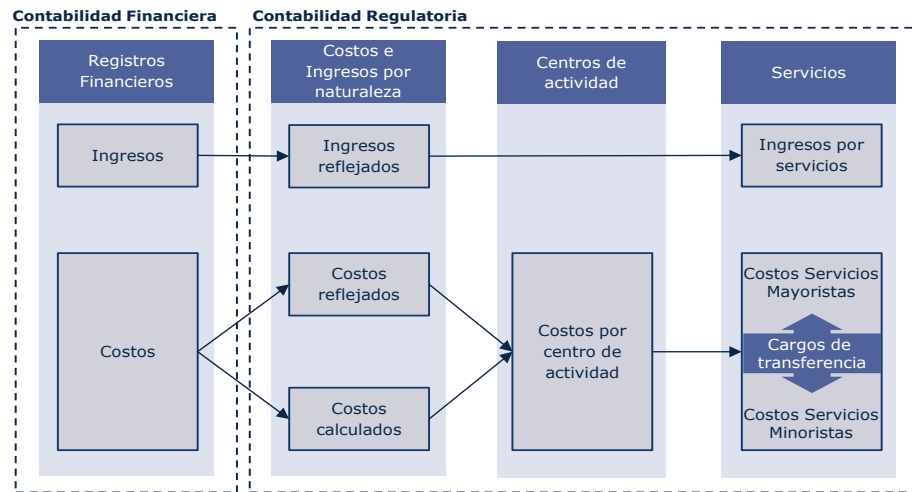 Contabilidad Financiera
Contabilidad Regulatoria
Registros
Financieros
Costos e
Ingresos por
naturaleza
Centros de
actividad
Servicios
Ingresos
Ingresos
reflejados
Ingresos por
servicios
Costos
Costos
reflejados
Costos
calculados
Costos por
centro de
actividad
Costos Servicios
Mayoristas
Cargos de
transferencia
Costos Servicios
Minoristas